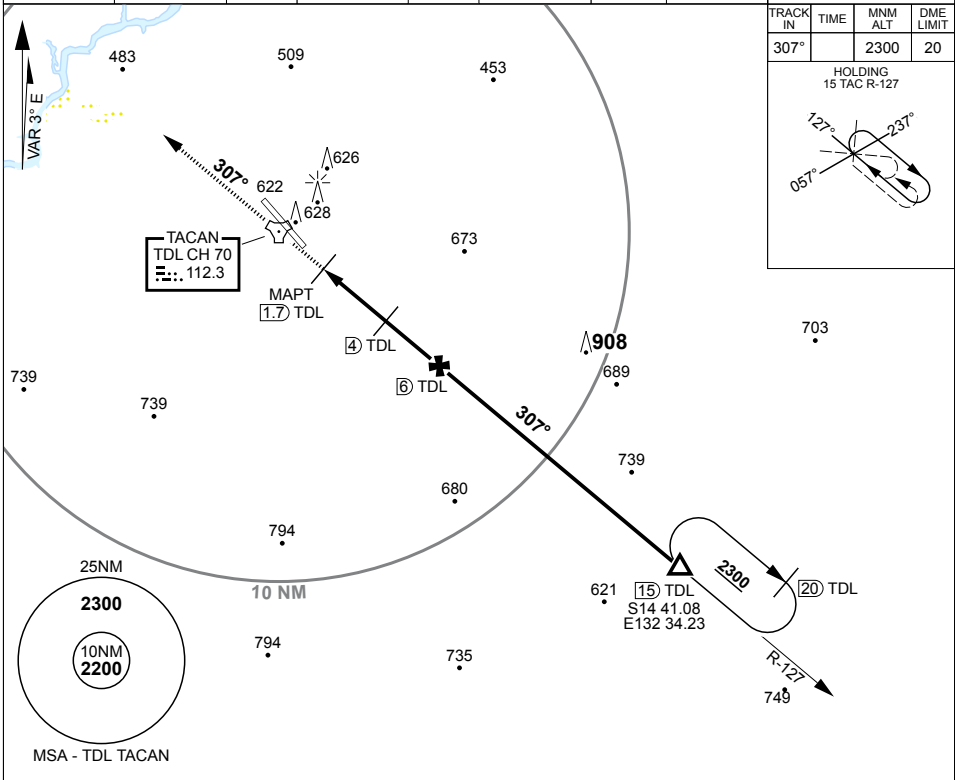 TRACK IN TIME MNM ALT DME LIMIT
307° 2300 20
HOLDING
15 TAC R-127
127°
237°
057°
VAR 3° E
483
509
453
307°
626
622
628
TACAN
TDL CH 70
112.3
673
MAPT
1.7 TDL
4 TDL
908
703
689
6 TDL
739
739
307°
739
680
794
10 NM
2300
15 TDL
S14 41.08
E132 34.23
20 TDL
621
25NM
2300
10NM
2200
794
735
R-127
749
MSA - TDL TACAN